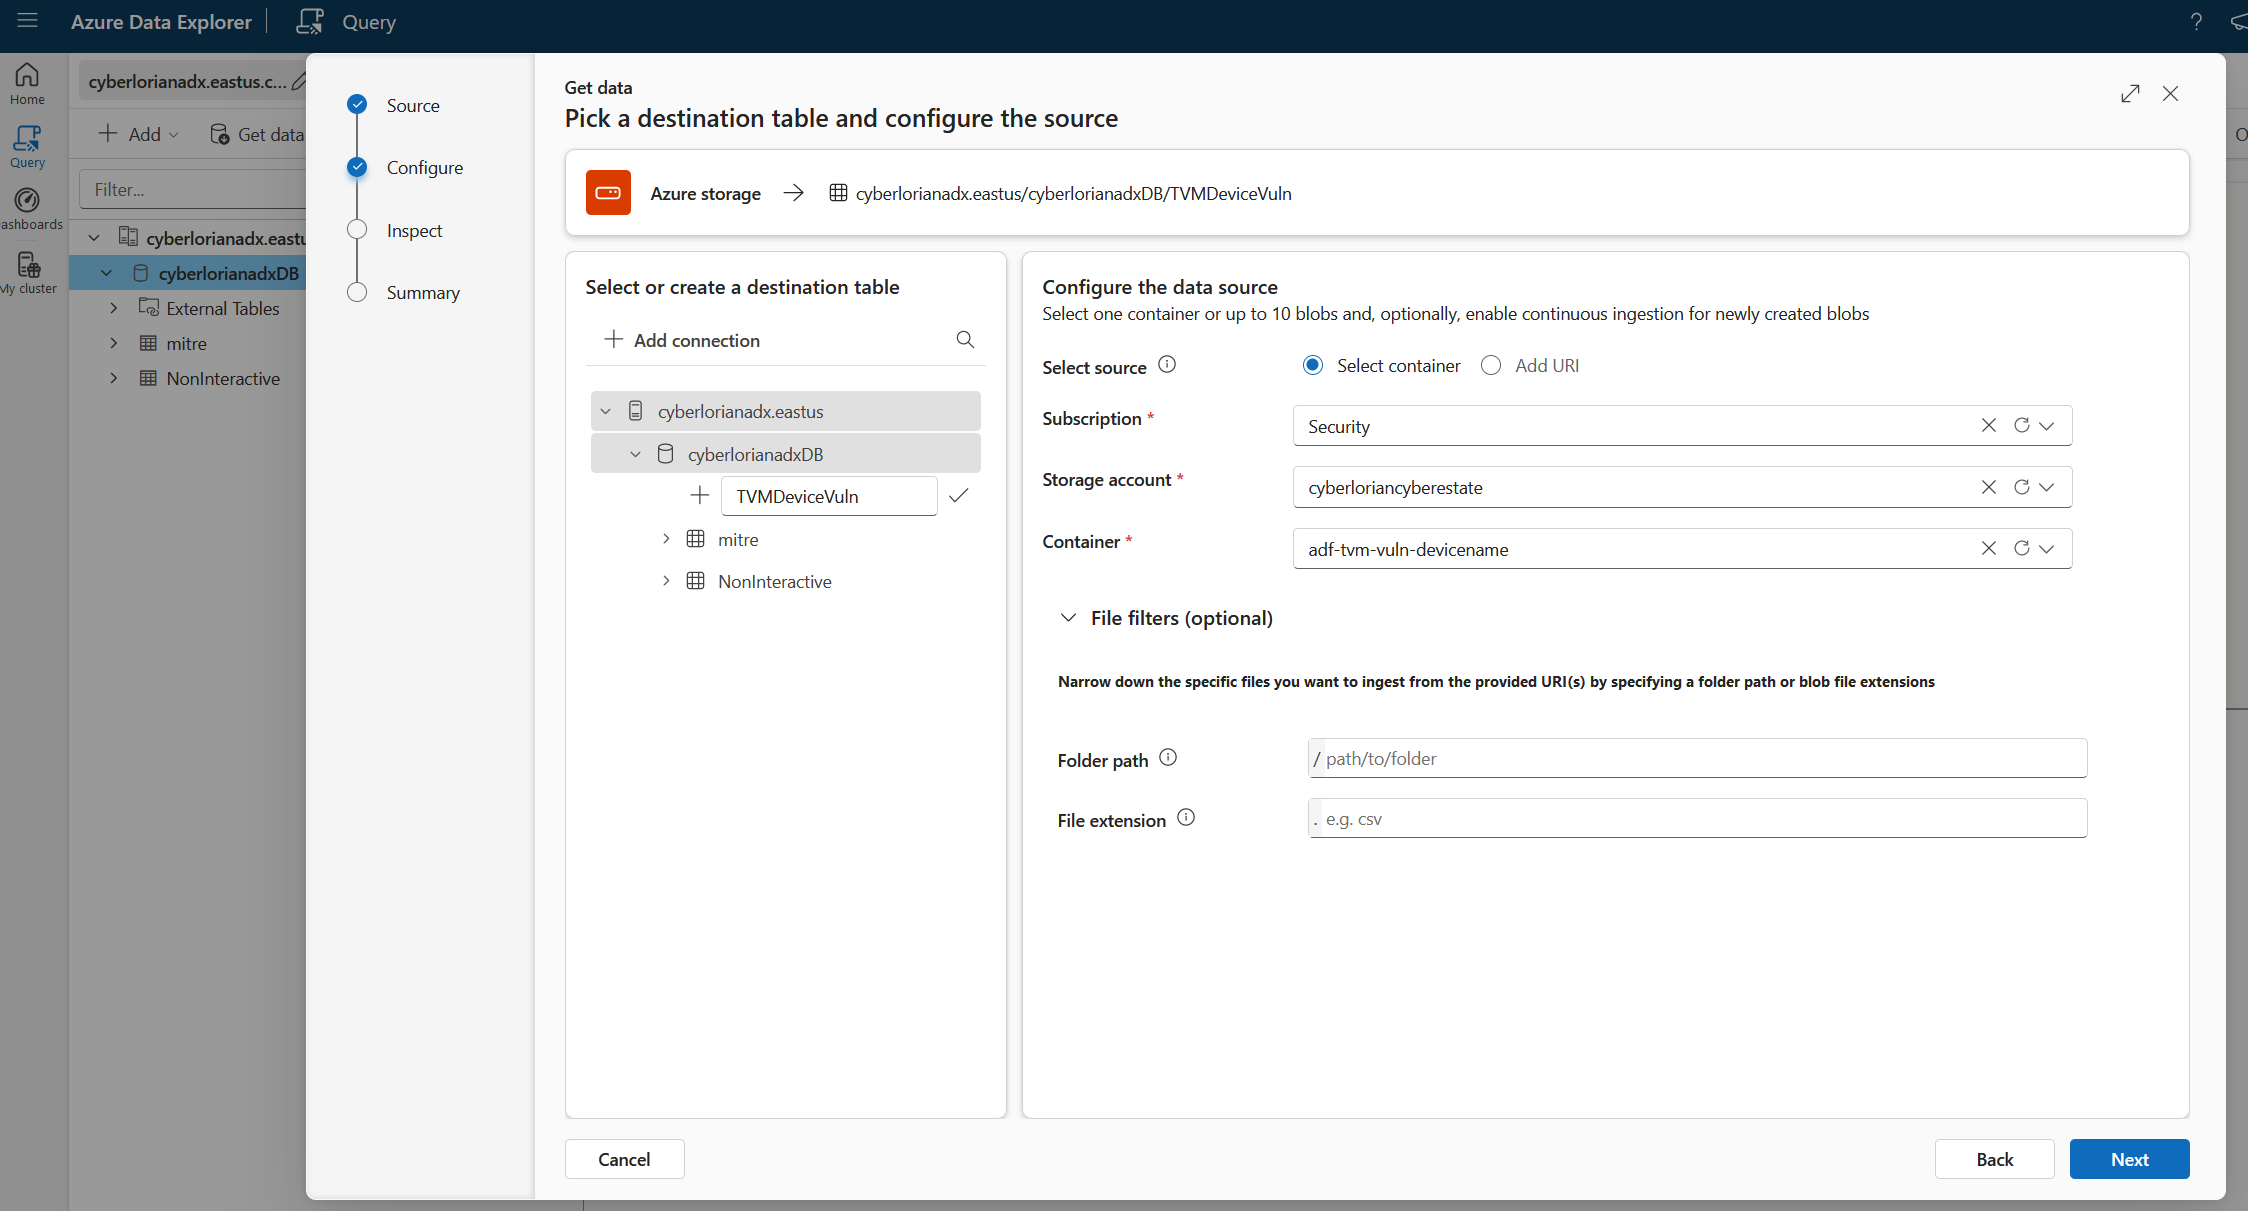 Azure Data Explorer
Query
?
Home
Query
ashboards
My cluster
cyberlorianadx.eastus.c...
Add
Get data
Filter...
cyberlorianadx.eastu
cyberlorianadxDB
External Tables
mitre
NonInteractive
Source
Configure
Inspect
Summary
Get data
Pick a destination table and configure the source
Azure storage
cyberlorianadx.eastus/cyberlorianadxDB/TVMDeviceVuln
Select or create a destination table
Add connection
cyberlorianadx.eastus
cyberlorianadxDB
TVMDeviceVuln
mitre
NonInteractive
Configure the data source
Select one container or up to 10 blobs and, optionally, enable continuous ingestion for newly created blobs
Select source
Select container
Add URI
Subscription *
Security
Storage account *
cyberloriancyberestate
Container *
adf-tvm-vuln-devicename
File filters (optional)
Narrow down the specific files you want to ingest from the provided URI(s) by specifying a folder path or blob file extensions
Folder path
/ path/to/folder
File extension
. e.g. csv
Cancel
Back
Next